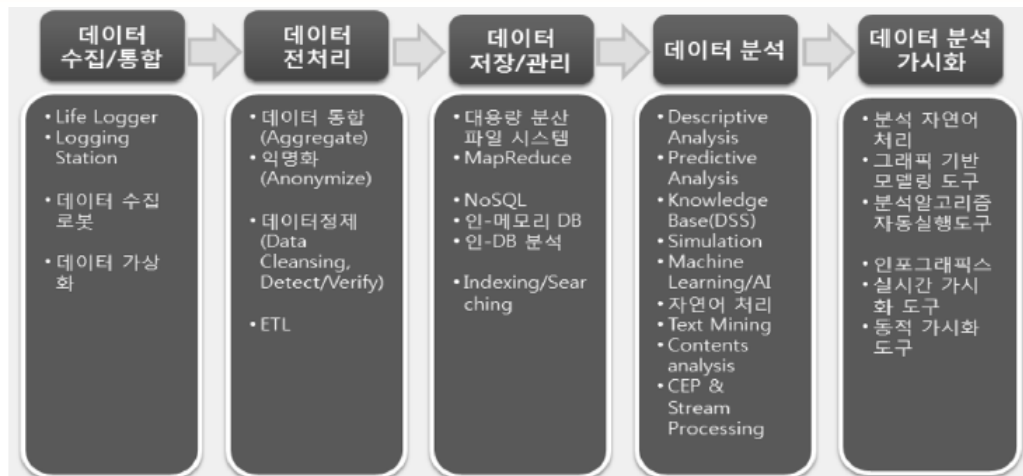 데이터
수집/통합
데이터
전처리
데이터
저장/관리
데이터 분석
데이터 분석
가시화
• Life Logger
• Logging
Station
• 데이터 수집
로봇
• 데이터 가상
화
• 데이터 통합
(Aggregate)
• 익명화
(Anonymize)
• 데이터정제
(Data
Cleansing,
Detect/Verify)
• ETL
• 대용량 분산
파일 시스템
• MapReduce
• NoSQL
• 인-메모리 DB
• 인-DB 분석
• Indexing/Sear
ching
• Descriptive
Analysis
• Predictive
Analysis
• Knowledge
Base(DSS)
• Simulation
• Machine
Learning/AI
• 자연어 처리
• Text Mining
• Contents
analysis
• CEP &
Stream
Processing
• 분석 자연어
처리
• 그래픽 기반
모델링 도구
• 분석알고리즘
자동실행도구
• 인포그래픽스
• 실시간 가시
화 도구
• 동적 가시화
도구